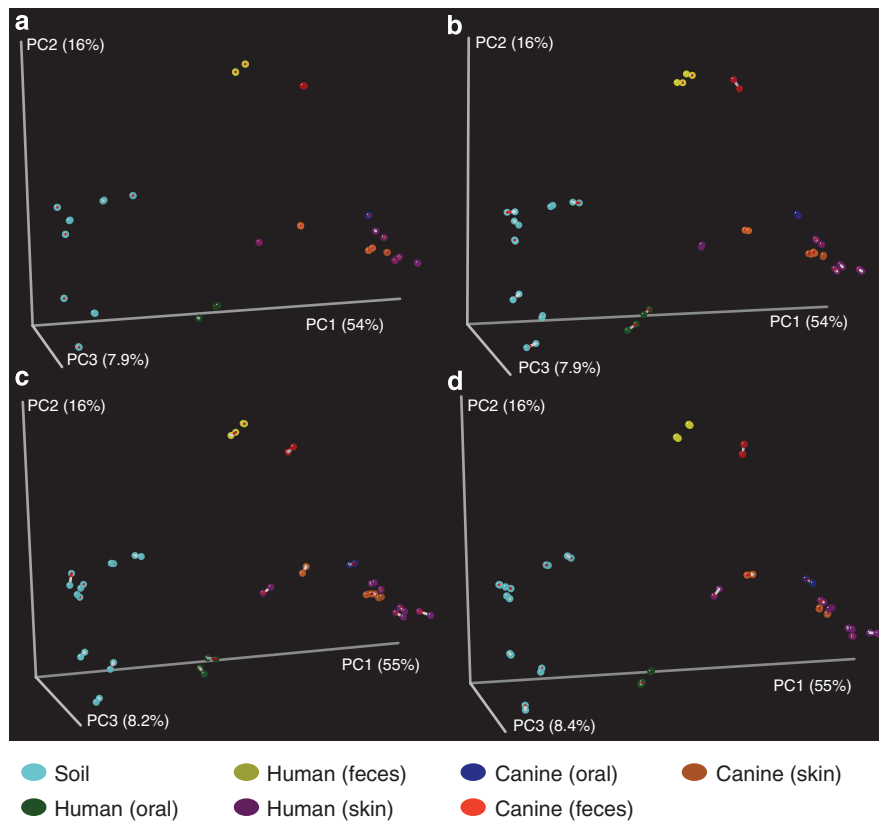 a
PC2 (16%)
PC1 (54%)
PC3 (7.9%)
b
PC2 (16%)
PC1 (54%)
PC3 (7.9%)
c
PC2 (16%)
PC1 (55%)
PC3 (8.2%)
d
PC2 (16%)
PC1 (55%)
PC3 (8.4%)
Soil
Human (feces)
Canine (oral)
Canine (skin)
Human (oral)
Human (skin)
Canine (feces)